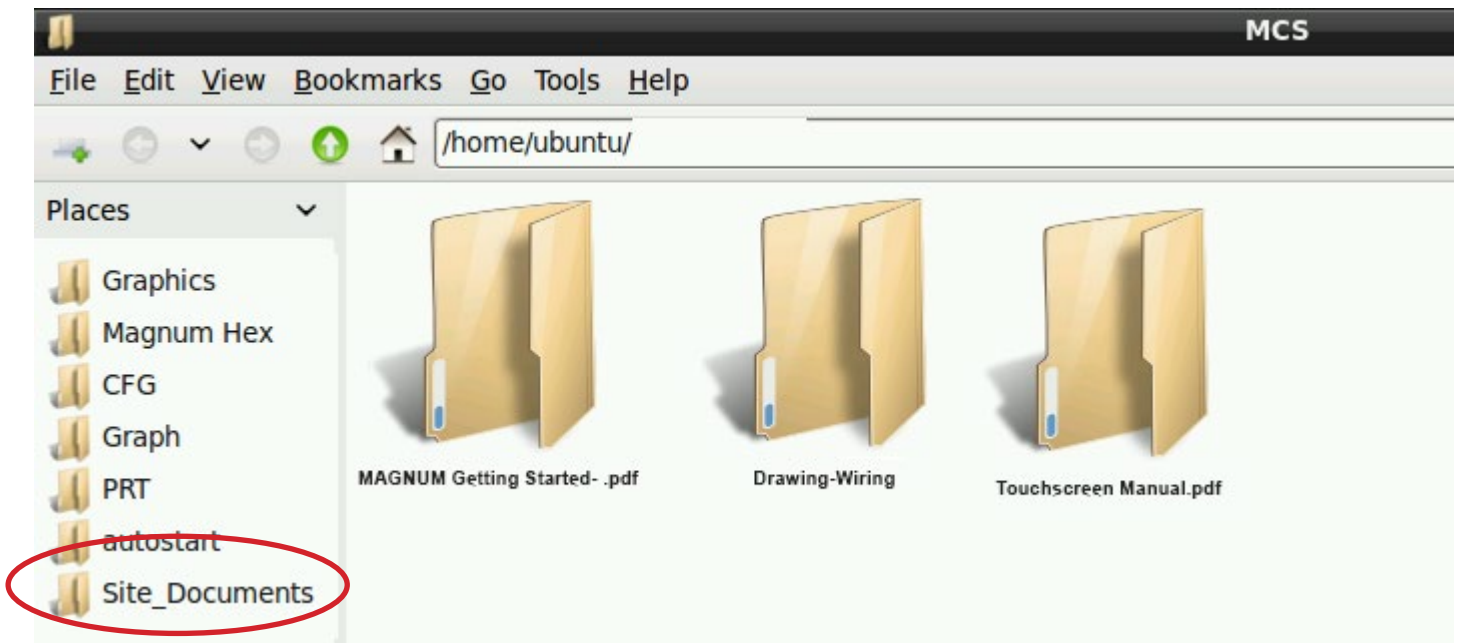 MCS
File Edit View Bookmarks Go Tools Help
/home/ubuntu/
Places
Graphics
Magnum Hex
CFG
Graph
PRT
autostart
Site_Documents
MAGNUM Getting Started- .pdf
Drawing-Wiring
Touchscreen Manual.pdf